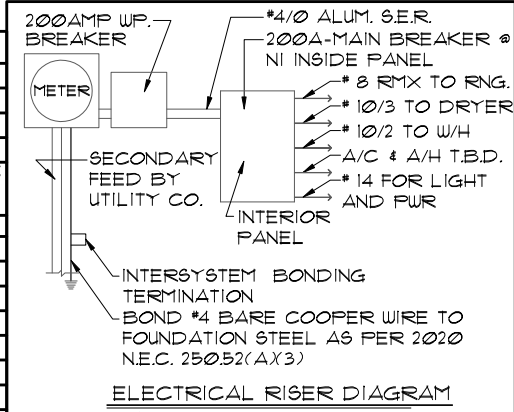 200AMP WP.
BREAKER
METER
SECONDARY
FEED BY
UTILITY CO.
#4/0 ALUM. S.E.R.
200A-MAIN BREAKER @
NI INSIDE PANEL
# 8 RMX TO RNG.
# 10/3 TO DRYER
# 10/2 TO W/H
A/C & A/H T.B.D.
# 14 FOR LIGHT
AND PWR
INTERIOR
PANEL
INTERSYSTEM BONDING
TERMINATION
BOND #4 BARE COOPER WIRE TO
FOUNDATION STEEL AS PER 2020
N.E.C. 250.52(A)(3)
ELECTRICAL RISER DIAGRAM